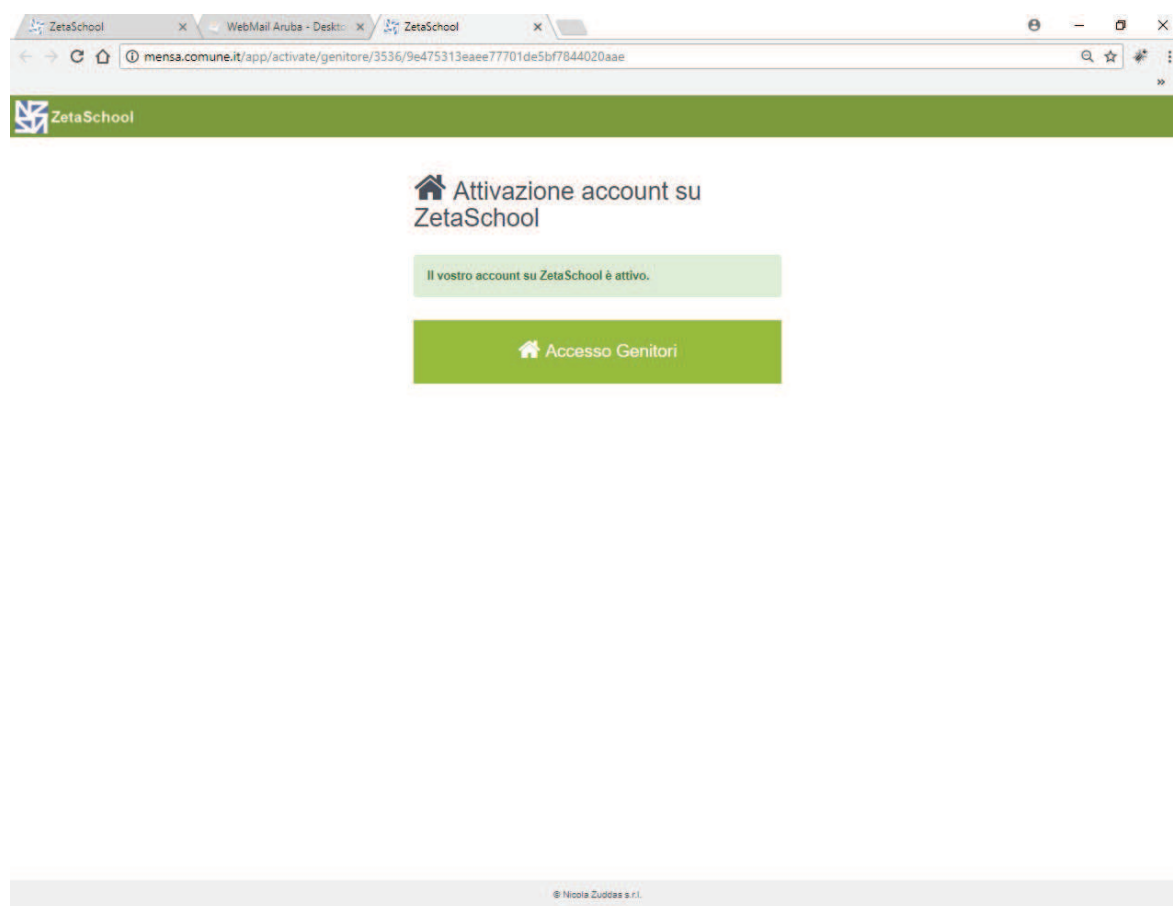 ZetaSchool
WebMail Aruba - Deskto
ZetaSchool
mensa.comune.it/app/activate/genitore/3536/9e475313eaee77701de5bf7844020aae
ZetaSchool
Attivazione account su
ZetaSchool
Il vostro account su ZetaSchool è attivo.
Accesso Genitori
© Nicola Zuddas s.r.l.